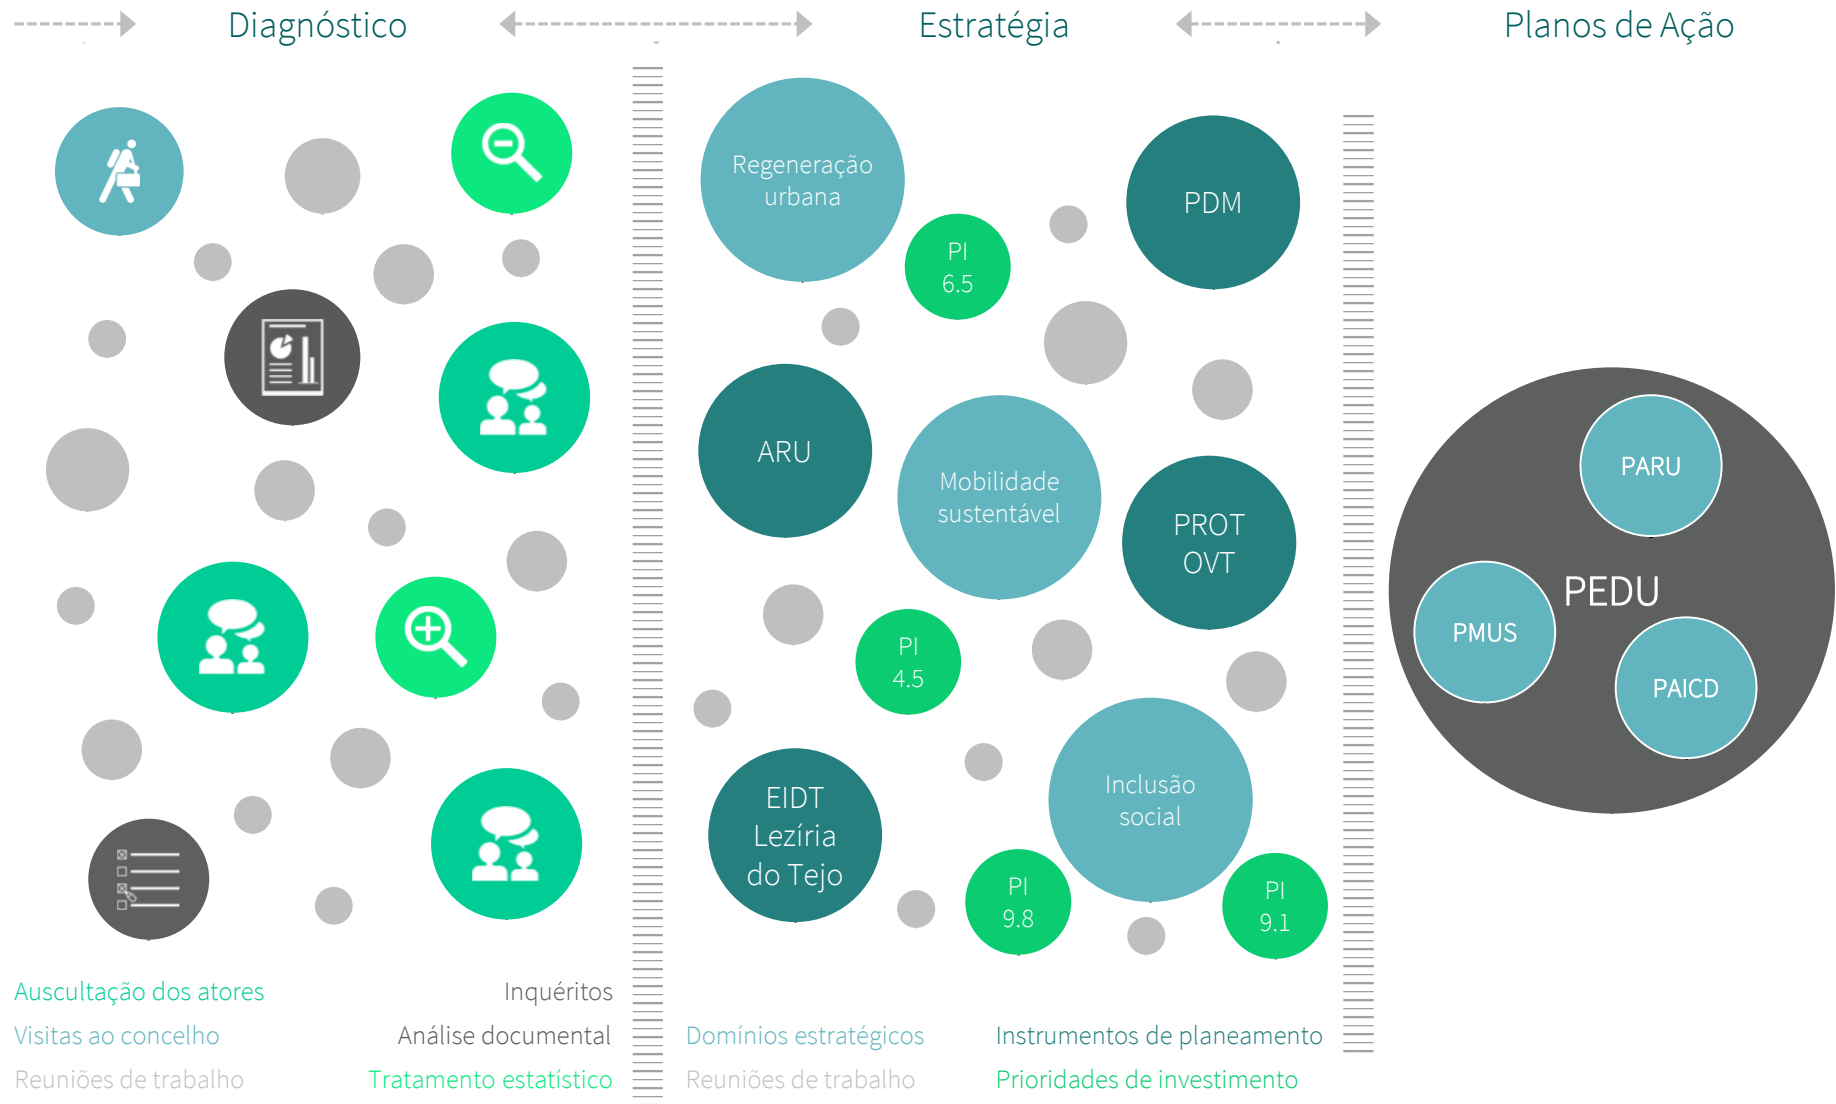 Diagnóstico
Estratégia
Planos de Ação
Regeneração
urbana
PI
6.5
PDM
ARU
Mobilidade
sustentável
PROT
OVT
PI
4.5
EIDT
Lezíria
do Tejo
Inclusão
social
PI
9.8
PI
9.1
PARU
PEDU
PMUS
PAICD
Auscultação dos atores
Inquéritos
Visitas ao concelho
Análise documental
Reuniões de trabalho
Tratamento estatístico
Domínios estratégicos
Instrumentos de planeamento
Reuniões de trabalho
Prioridades de investimento